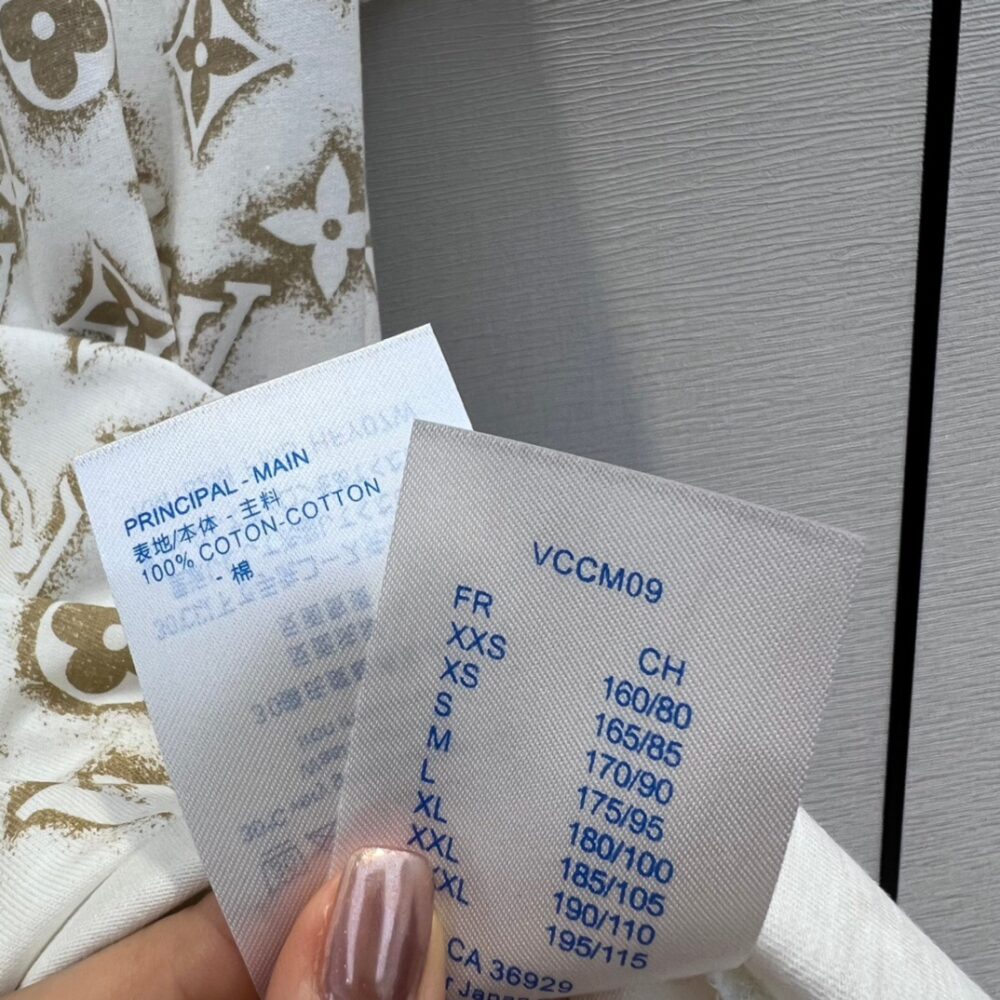 PRINCIPAL - MAIN
表地/本体 - 主料
100% COTON-COTTON
- 棉
VCCM09
FR CH
XXS 160/80
XS 165/85
S 170/90
M 175/95
L 180/100
XL 185/105
XXL 190/110
XXL 195/115
CA 36929